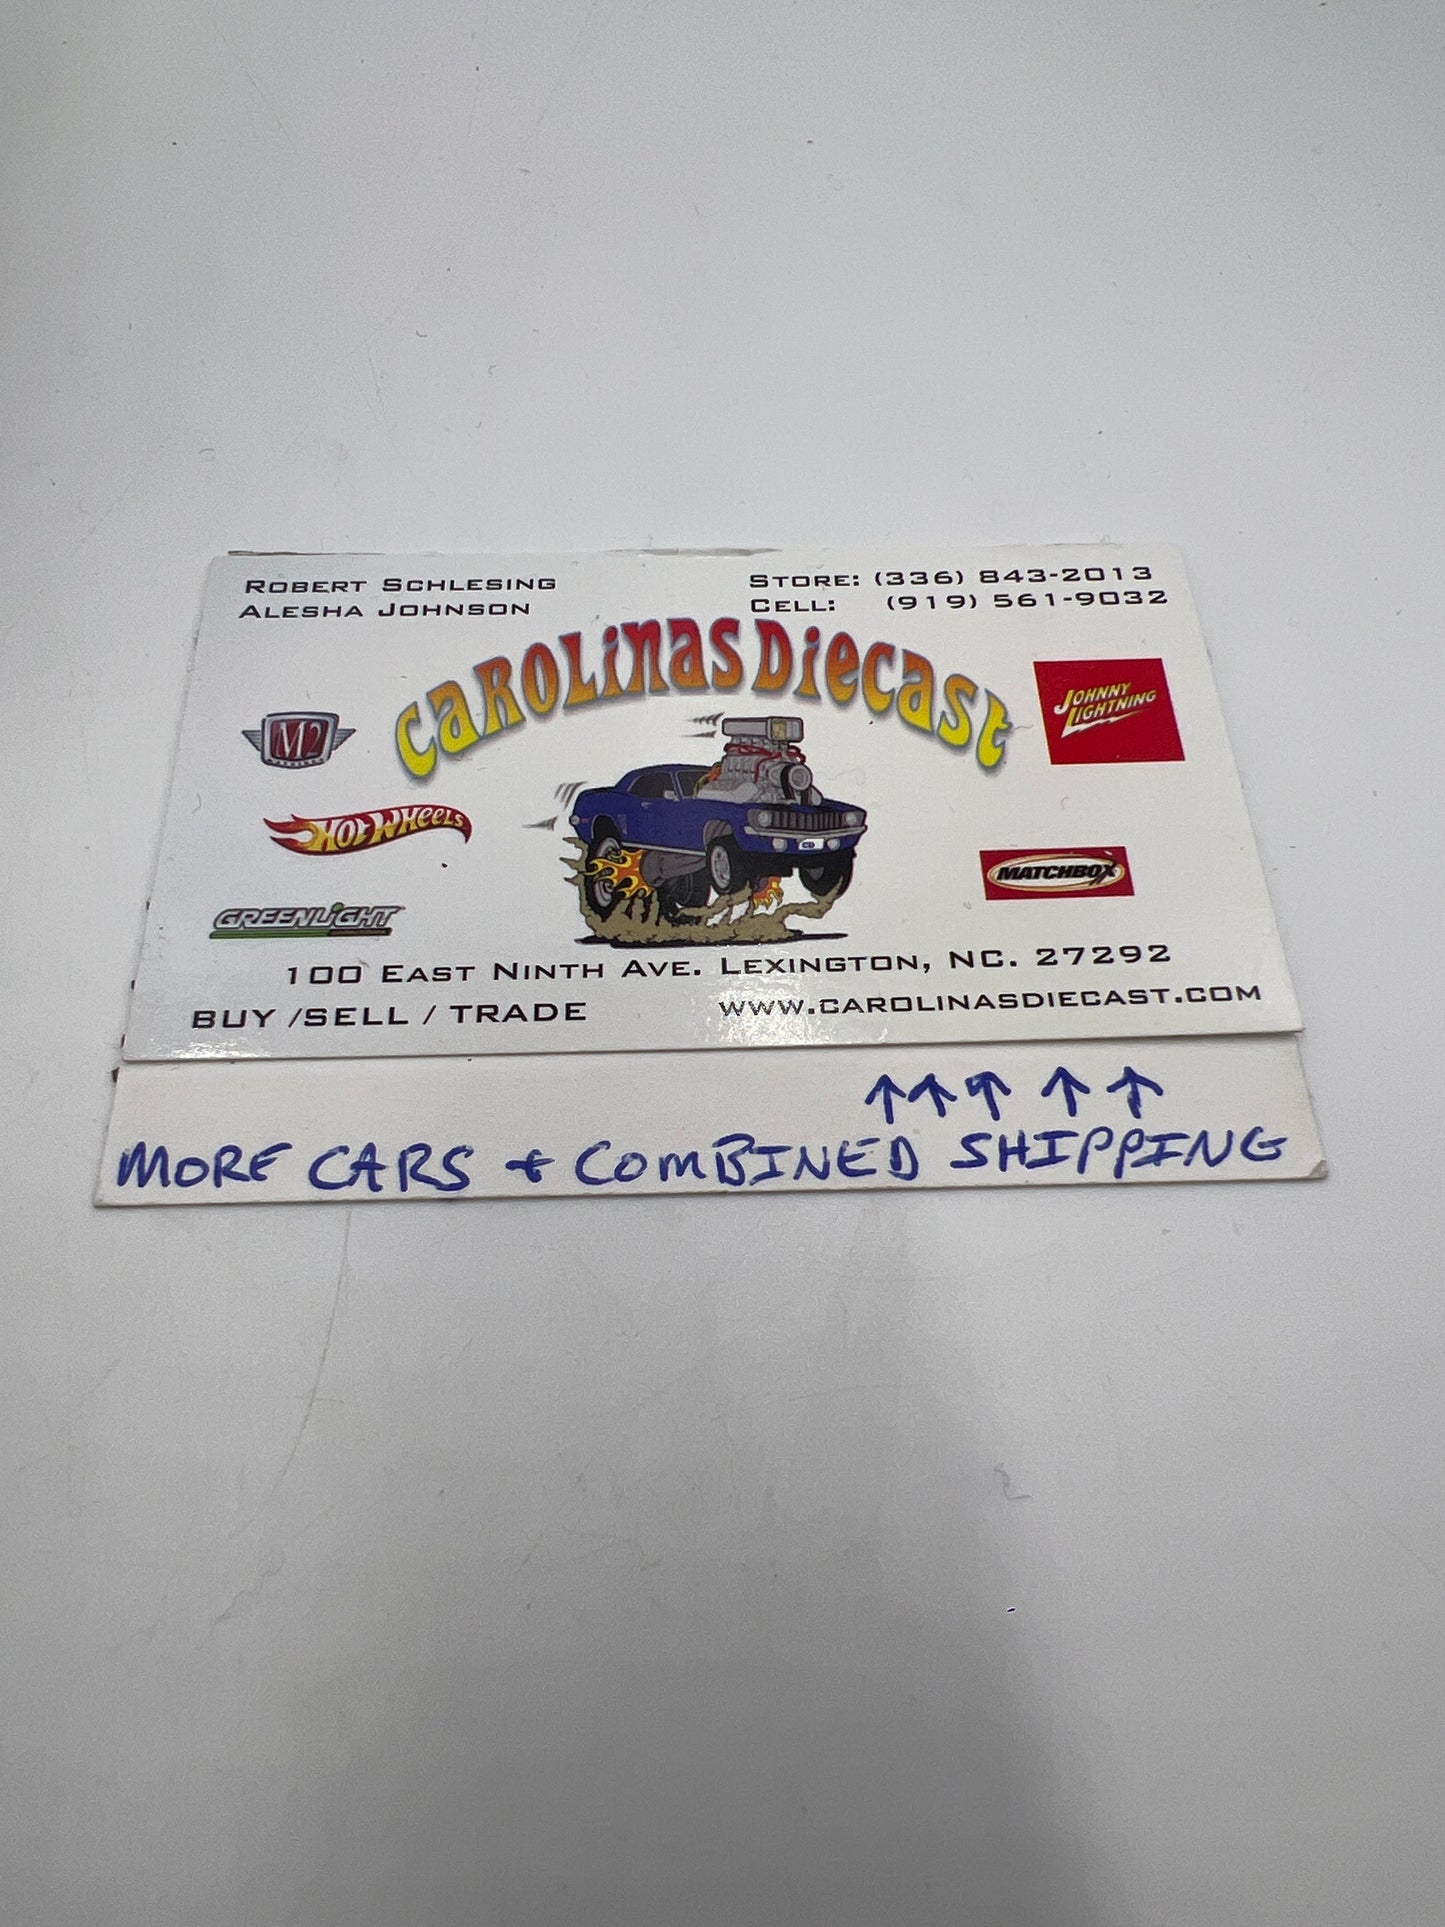 ROBERT SCHLESING STORE: (336) 843-2013
ALESHA JOHNSON CELL: (919) 561-9032
CAROLINAS DIECAST
M2
JOHNNY
LIGHTNING
HOT WHEELS
MATCHBOX
GREENLIGHT
100 EAST NINTH AVE. LEXINGTON, NC. 27292
BUY /SELL / TRADE WWW.CAROLINASDIECAST.COM
↑↑↑ ↑ ↑
MORE CARS + COMBINED SHIPPING